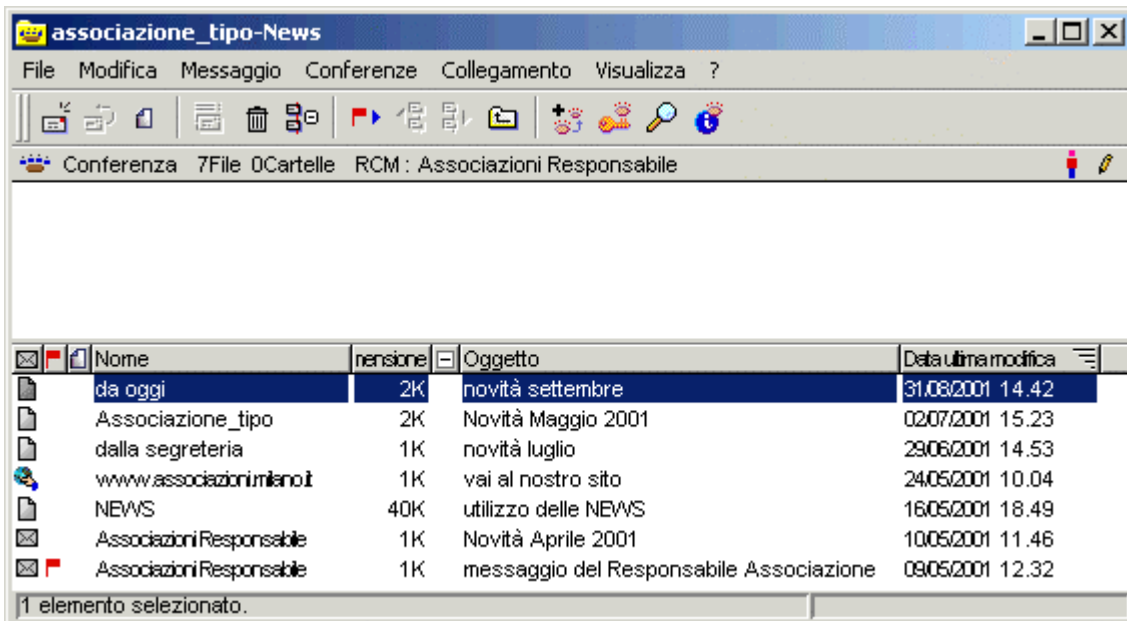 associazione_tipo-News
File Modifica Messaggio Conferenze Collegamento Visualizza ?
Conferenza 7File 0Cartelle RCM : Associazioni Responsabile
Nome nensione Oggetto Data ultima modifica
da oggi 2K novità settembre 31/08/2001 14.42
Associazione_tipo 2K Novità Maggio 2001 02/07/2001 15.23
dalla segreteria 1K novità luglio 29/06/2001 14.53
www.associazioni.milano.it 1K vai al nostro sito 24/05/2001 10.04
NEWS 40K utilizzo delle NEWS 16/05/2001 18.49
Associazioni Responsabile 1K Novità Aprile 2001 10/05/2001 11.46
Associazioni Responsabile 1K messaggio del Responsabile Associazione 09/05/2001 12.32
1 elemento selezionato.